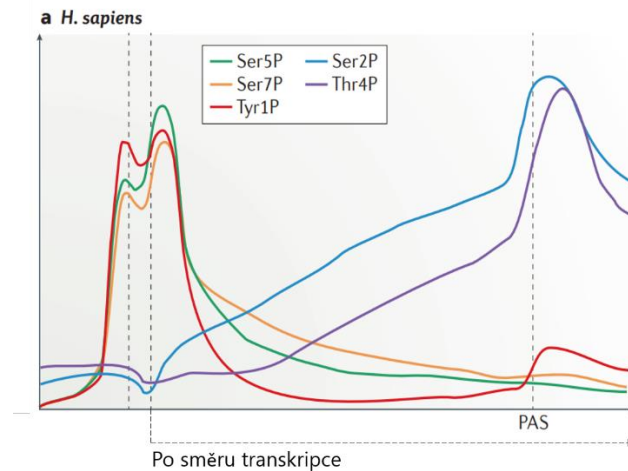 a H. sapiens
Ser5P Ser2P
Ser7P Thr4P
Tyr1P
PAS
Po směru transkripce